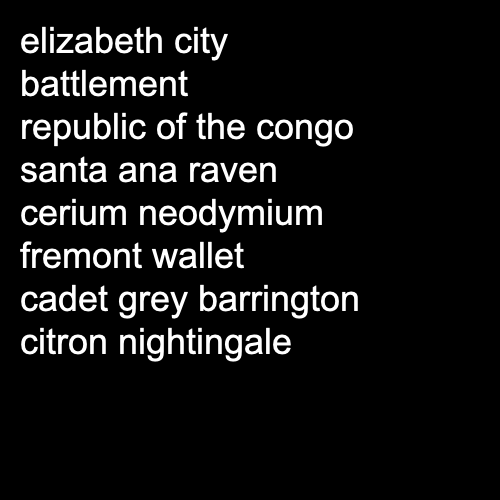 elizabeth city
battlement
republic of the congo
santa ana raven
cerium neodymium
fremont wallet
cadet grey barrington
citron nightingale